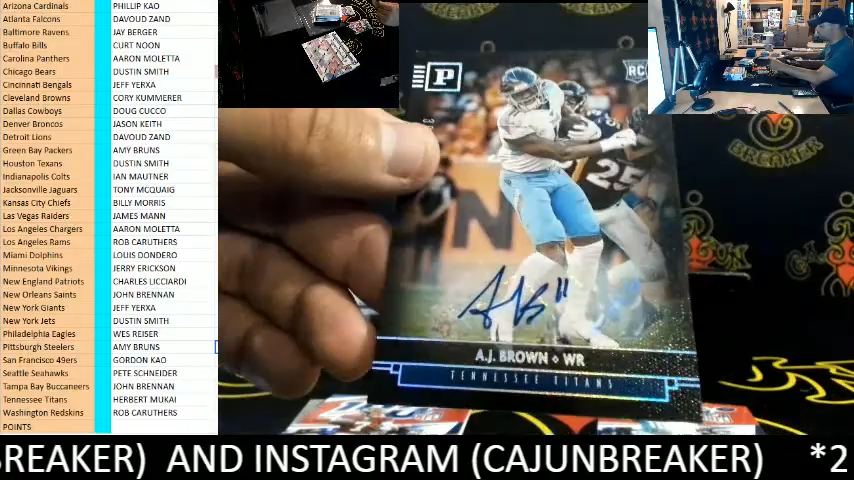 Arizona Cardinals PHILLIP KAO
Atlanta Falcons DAVOUD ZAND
Baltimore Ravens JAY BERGER
Buffalo Bills CURT NOON
Carolina Panthers AARON MOLETTA
Chicago Bears DUSTIN SMITH
Cincinnati Bengals JEFF YERXA
Cleveland Browns CORY KUMMERER
Dallas Cowboys DOUG CUCCO
Denver Broncos JASON KEITH
Detroit Lions DAVOUD ZAND
Green Bay Packers AMY BRUNS
Houston Texans DUSTIN SMITH
Indianapolis Colts IAN MAUTNER
Jacksonville Jaguars TONY MCQUAIG
Kansas City Chiefs BILLY MORRIS
Las Vegas Raiders JAMES MANN
Los Angeles Chargers AARON MOLETTA
Los Angeles Rams ROB CARUTHERS
Miami Dolphins LOUIS DONDERO
Minnesota Vikings JERRY ERICKSON
New England Patriots CHARLES LICCIARDI
New Orleans Saints JOHN BRENNAN
New York Giants JEFF YERXA
New York Jets DUSTIN SMITH
Philadelphia Eagles WES REISER
Pittsburgh Steelers AMY BRUNS
San Francisco 49ers GORDON KAO
Seattle Seahawks PETE SCHNEIDER
Tampa Bay Buccaneers JOHN BRENNAN
Tennessee Titans HERBERT MUKAI
Washington Redskins ROB CARUTHERS
POINTS
P
RC
25
N
A.J. BROWN ⋄ WR
TENNESSEE TITANS
BREAKER
BREAKER) AND INSTAGRAM (CAJUNBREAKER) *2